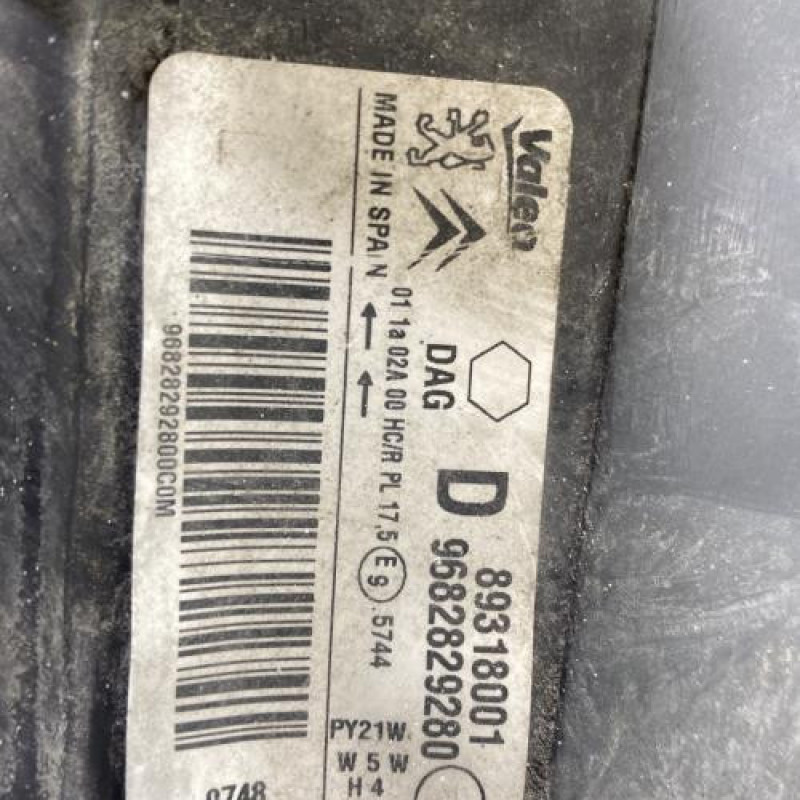 Valeo
DAG D 89318001
9682829280
MADE IN SPAIN
01 1a 02A 00 HC/R PL 17,5 E9 .5744
PY21W
W5W
H4
9682829280C0M
0748